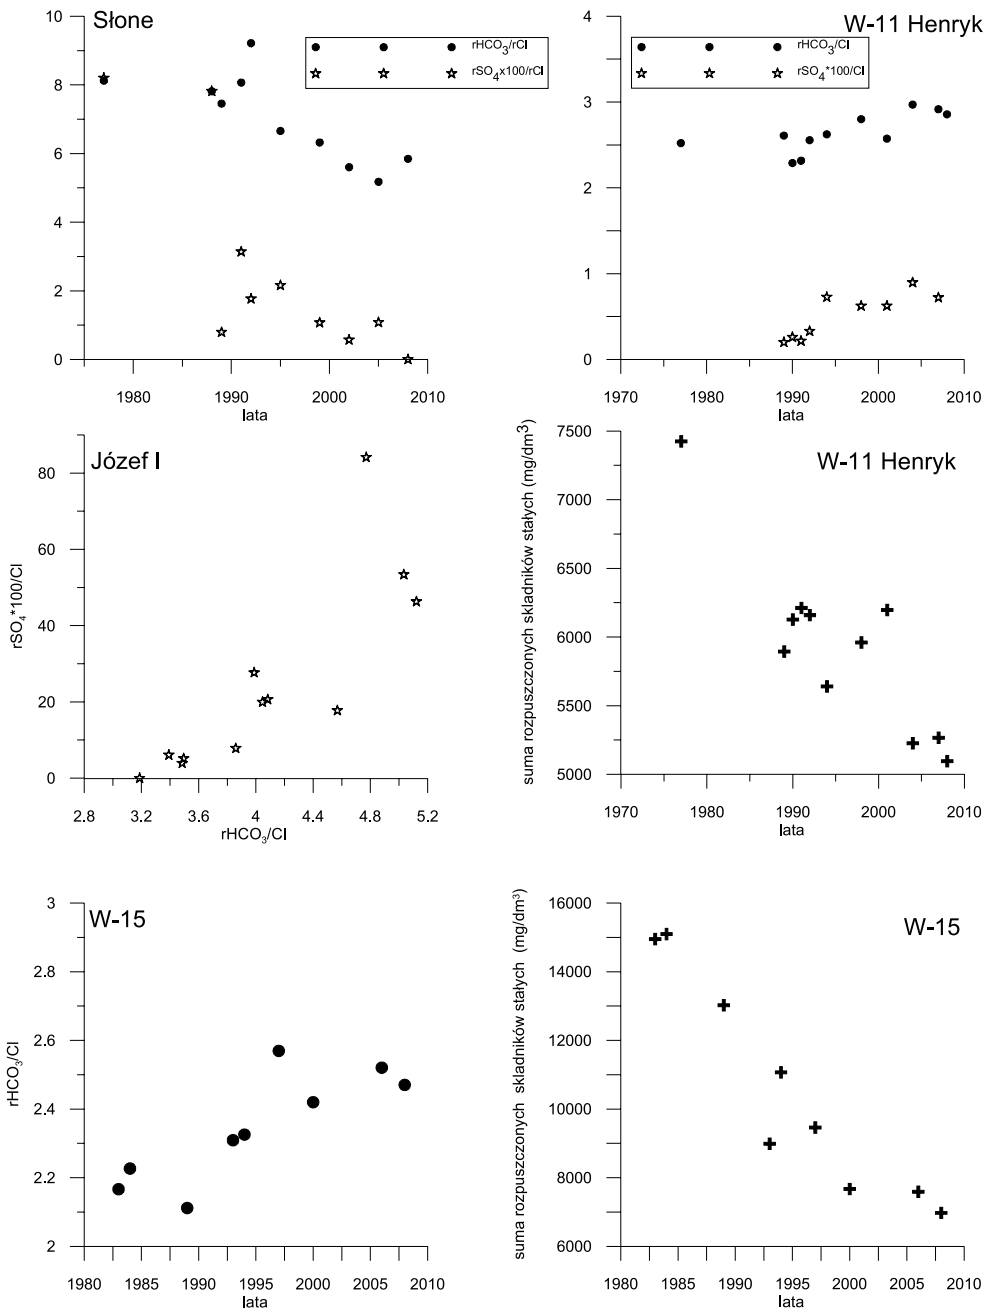 Słone
10
8
6
4
2
0
rHCO3/rCl
rSO4x100/rCl
1980 1990 2000 2010
lata
W-11 Henryk
4
3
2
1
0
rHCO3/Cl
rSO4*100/Cl
1970 1980 1990 2000 2010
lata
Józef I
rSO4*100/Cl
80
60
40
20
0
2.8 3.2 3.6 4 4.4 4.8 5.2
rHCO3/Cl
W-11 Henryk
suma rozpuszczonych skladników stałych (mg/dm3)
7500
7000
6500
6000
5500
5000
1970 1980 1990 2000 2010
lata
W-15
rHCO3/Cl
3
2.8
2.6
2.4
2.2
2
1980 1985 1990 1995 2000 2005 2010
lata
W-15
suma rozpuszczonych skladników stałych (mg/dm3)
16000
14000
12000
10000
8000
6000
1980 1985 1990 1995 2000 2005 2010
lata